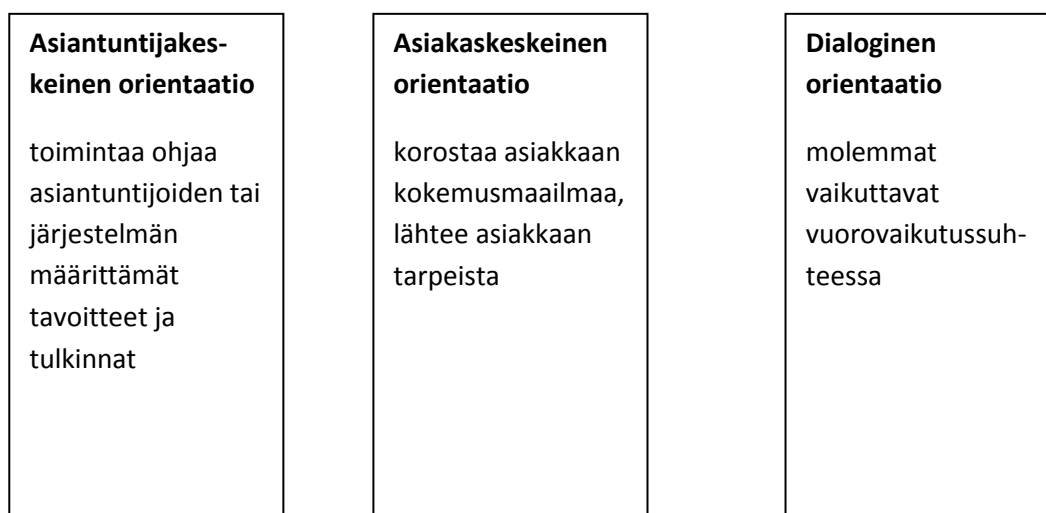 Asiantuntijakes-
keinen orientaatio
toimintaa ohjaa
asiantuntijoiden tai
järjestelmän
määrittämät
tavoitteet ja
tulkinnat
Asiakaskeskeinen
orientaatio
korostaa asiakkaan
kokemusmaailmaa,
lähtee asiakkaan
tarpeista
Dialoginen
orientaatio
molemmat
vaikuttavat
vuorovaikutussuh-
teessa